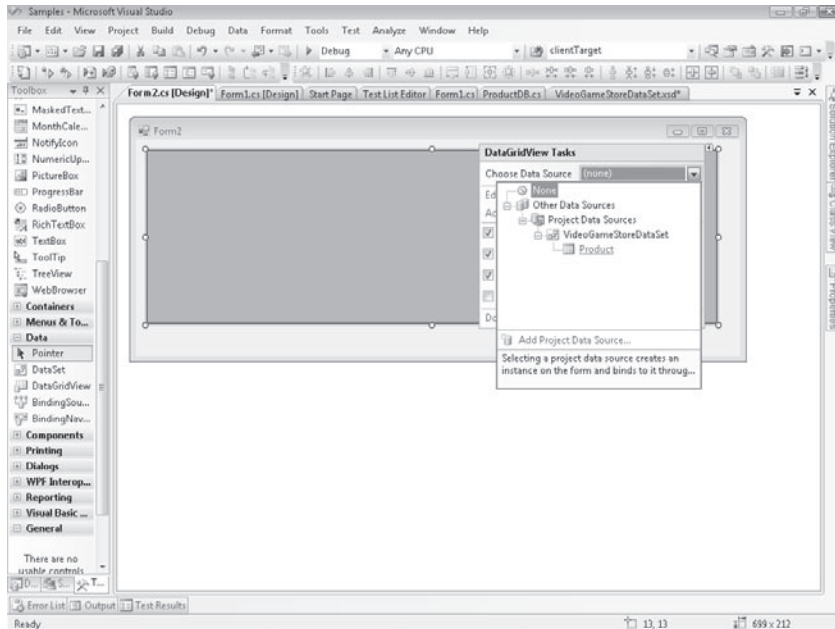 Samples - Microsoft Visual Studio
File Edit View Project Build Debug Data Format Tools Test Analyze Window Help
Debug Any CPU clientTarget
Toolbox
Form2.cs [Design]* Form1.cs [Design] Start Page Test List Editor Form1.cs ProductDB.cs VideoGameStoreDataSet.xsd*
MaskedText...
MonthCale...
NotifyIcon
NumericUp...
PictureBox
ProgressBar
RadioButton
RichTextBox
TextBox
ToolTip
TreeView
WebBrowser
Containers
Menus & To...
Data
Pointer
DataSet
DataGridView
BindingSou...
BindingNav...
Components
Printing
Dialogs
WPF Interop...
Reporting
Visual Basic ...
General
There are no
usable controls
Form2
DataGridView Tasks
Choose Data Source (none)
Ed
Ad
Do
None
Other Data Sources
Project Data Sources
VideoGameStoreDataSet
Product
Add Project Data Source...
Selecting a project data source creates an
instance on the form and binds to it throug...
Solution Explorer
Class View
Properties
D... S... T...
Error List Output Test Results
Ready 13, 13 699 x 212